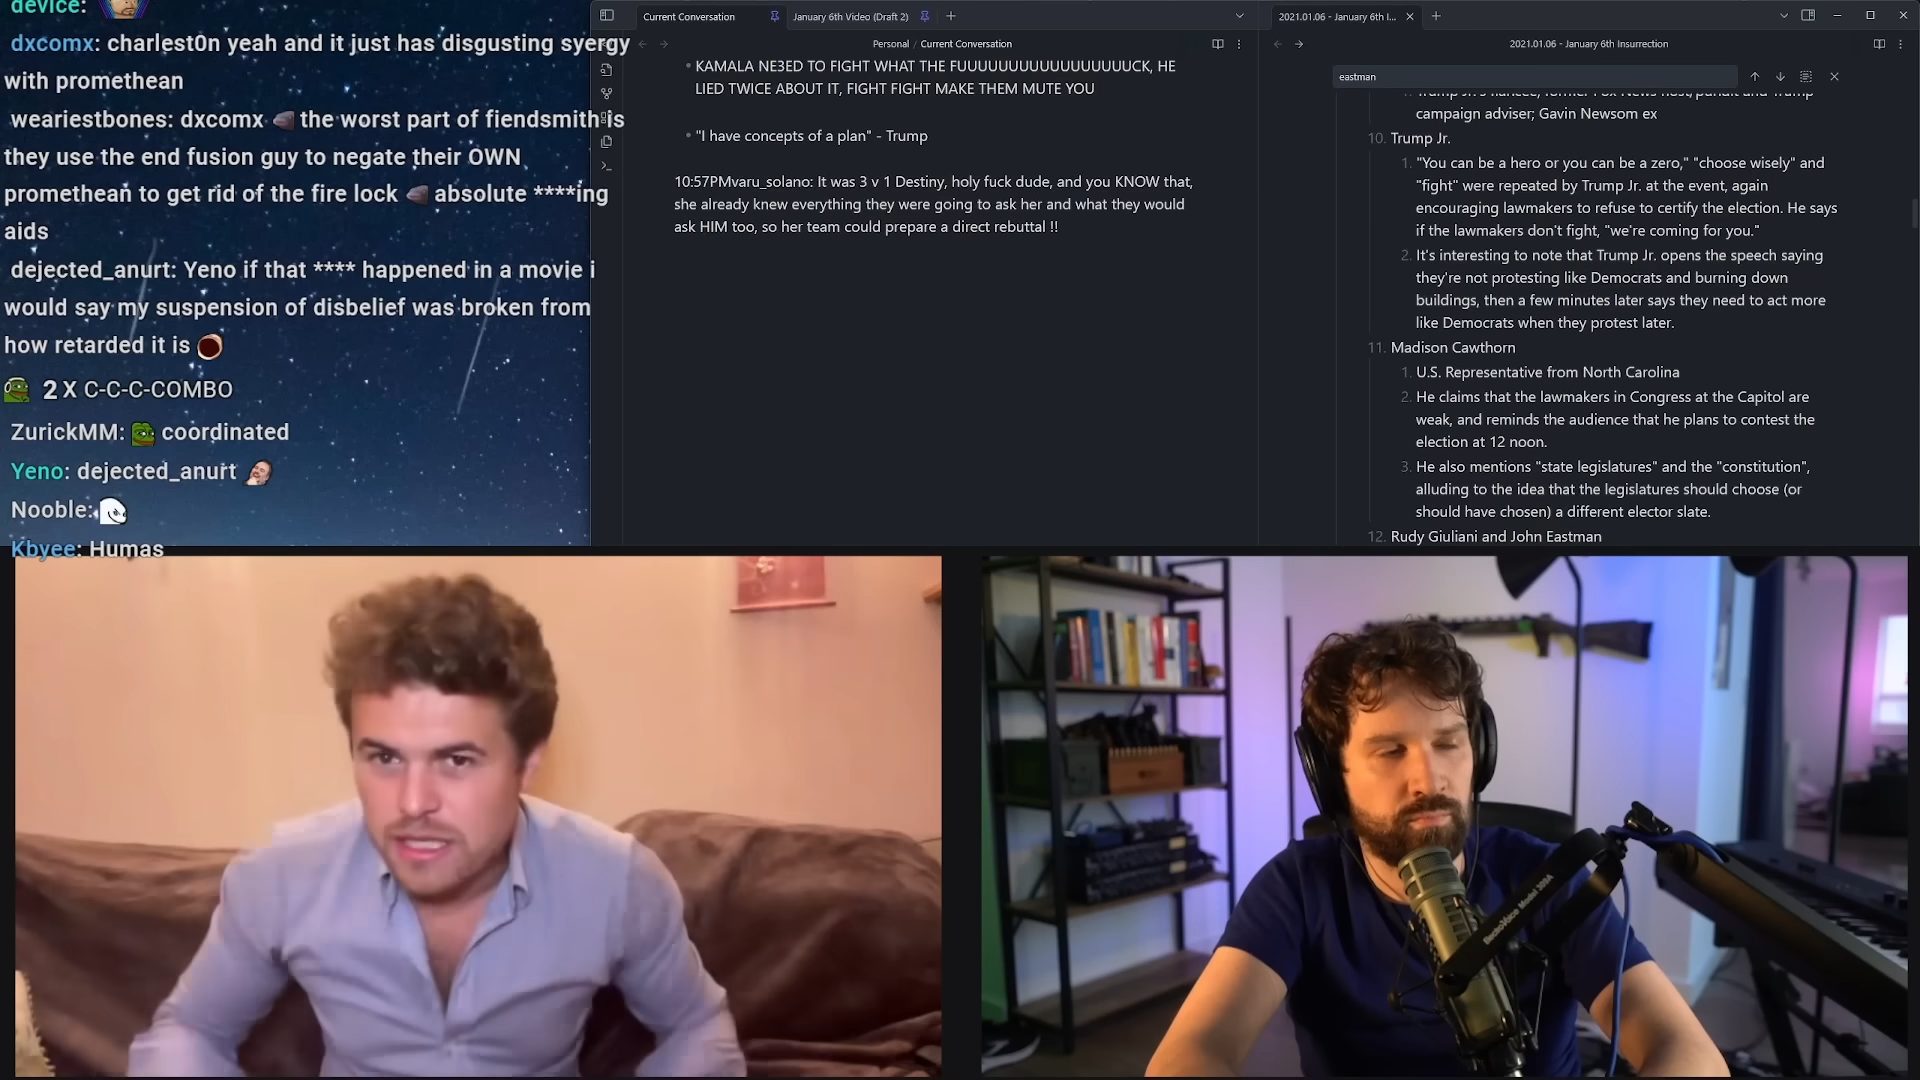 device:
dxcomx: charlest0n yeah and it just has disgusting syergy
with promethean
weariestbones: dxcomx the worst part of fiendsmith is
they use the end fusion guy to negate their OWN
promethean to get rid of the fire lock absolute ****ing
aids
dejected_anurt: Yeno if that **** happened in a movie i
would say my suspension of disbelief was broken from
how retarded it is
2 X C-C-C-COMBO
ZurickMM: coordinated
Yeno: dejected_anurt
Nooble:
Kbyee: Humas
Current Conversation
January 6th Video (Draft 2)
Personal / Current Conversation
• KAMALA NE3ED TO FIGHT WHAT THE FUUUUUUUUUUUUUUUUUCK, HE
LIED TWICE ABOUT IT, FIGHT FIGHT MAKE THEM MUTE YOU
• "I have concepts of a plan" - Trump
10:57PMvaru_solano: It was 3 v 1 Destiny, holy fuck dude, and you KNOW that,
she already knew everything they were going to ask her and what they would
ask HIM too, so her team could prepare a direct rebuttal !!
2021.01.06 - January 6th I...
2021.01.06 - January 6th Insurrection
eastman
1. Trump Jr.'s fiancée, former Fox News host, pundit and Trump
campaign adviser; Gavin Newsom ex
10. Trump Jr.
1. "You can be a hero or you can be a zero," "choose wisely" and
"fight" were repeated by Trump Jr. at the event, again
encouraging lawmakers to refuse to certify the election. He says
if the lawmakers don't fight, "we're coming for you."
2. It's interesting to note that Trump Jr. opens the speech saying
they're not protesting like Democrats and burning down
buildings, then a few minutes later says they need to act more
like Democrats when they protest later.
11. Madison Cawthorn
1. U.S. Representative from North Carolina
2. He claims that the lawmakers in Congress at the Capitol are
weak, and reminds the audience that he plans to contest the
election at 12 noon.
3. He also mentions "state legislatures" and the "constitution",
alluding to the idea that the legislatures should choose (or
should have chosen) a different elector slate.
12. Rudy Giuliani and John Eastman
ElectroVoice Model 309A